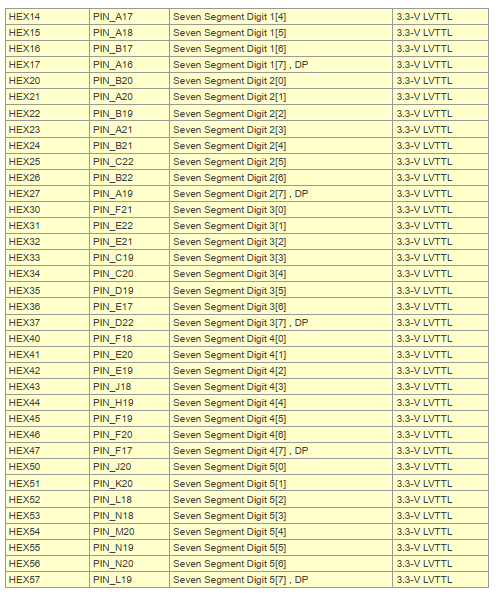 HEX14 PIN_A17 Seven Segment Digit 1[4] 3.3-V LVTTL
HEX15 PIN_A18 Seven Segment Digit 1[5] 3.3-V LVTTL
HEX16 PIN_B17 Seven Segment Digit 1[6] 3.3-V LVTTL
HEX17 PIN_A16 Seven Segment Digit 1[7] , DP 3.3-V LVTTL
HEX20 PIN_B20 Seven Segment Digit 2[0] 3.3-V LVTTL
HEX21 PIN_A20 Seven Segment Digit 2[1] 3.3-V LVTTL
HEX22 PIN_B19 Seven Segment Digit 2[2] 3.3-V LVTTL
HEX23 PIN_A21 Seven Segment Digit 2[3] 3.3-V LVTTL
HEX24 PIN_B21 Seven Segment Digit 2[4] 3.3-V LVTTL
HEX25 PIN_C22 Seven Segment Digit 2[5] 3.3-V LVTTL
HEX26 PIN_B22 Seven Segment Digit 2[6] 3.3-V LVTTL
HEX27 PIN_A19 Seven Segment Digit 2[7] , DP 3.3-V LVTTL
HEX30 PIN_F21 Seven Segment Digit 3[0] 3.3-V LVTTL
HEX31 PIN_E22 Seven Segment Digit 3[1] 3.3-V LVTTL
HEX32 PIN_E21 Seven Segment Digit 3[2] 3.3-V LVTTL
HEX33 PIN_C19 Seven Segment Digit 3[3] 3.3-V LVTTL
HEX34 PIN_C20 Seven Segment Digit 3[4] 3.3-V LVTTL
HEX35 PIN_D19 Seven Segment Digit 3[5] 3.3-V LVTTL
HEX36 PIN_E17 Seven Segment Digit 3[6] 3.3-V LVTTL
HEX37 PIN_D22 Seven Segment Digit 3[7] , DP 3.3-V LVTTL
HEX40 PIN_F18 Seven Segment Digit 4[0] 3.3-V LVTTL
HEX41 PIN_E20 Seven Segment Digit 4[1] 3.3-V LVTTL
HEX42 PIN_E19 Seven Segment Digit 4[2] 3.3-V LVTTL
HEX43 PIN_J18 Seven Segment Digit 4[3] 3.3-V LVTTL
HEX44 PIN_H19 Seven Segment Digit 4[4] 3.3-V LVTTL
HEX45 PIN_F19 Seven Segment Digit 4[5] 3.3-V LVTTL
HEX46 PIN_F20 Seven Segment Digit 4[6] 3.3-V LVTTL
HEX47 PIN_F17 Seven Segment Digit 4[7] , DP 3.3-V LVTTL
HEX50 PIN_J20 Seven Segment Digit 5[0] 3.3-V LVTTL
HEX51 PIN_K20 Seven Segment Digit 5[1] 3.3-V LVTTL
HEX52 PIN_L18 Seven Segment Digit 5[2] 3.3-V LVTTL
HEX53 PIN_N18 Seven Segment Digit 5[3] 3.3-V LVTTL
HEX54 PIN_M20 Seven Segment Digit 5[4] 3.3-V LVTTL
HEX55 PIN_N19 Seven Segment Digit 5[5] 3.3-V LVTTL
HEX56 PIN_N20 Seven Segment Digit 5[6] 3.3-V LVTTL
HEX57 PIN_L19 Seven Segment Digit 5[7] , DP 3.3-V LVTTL